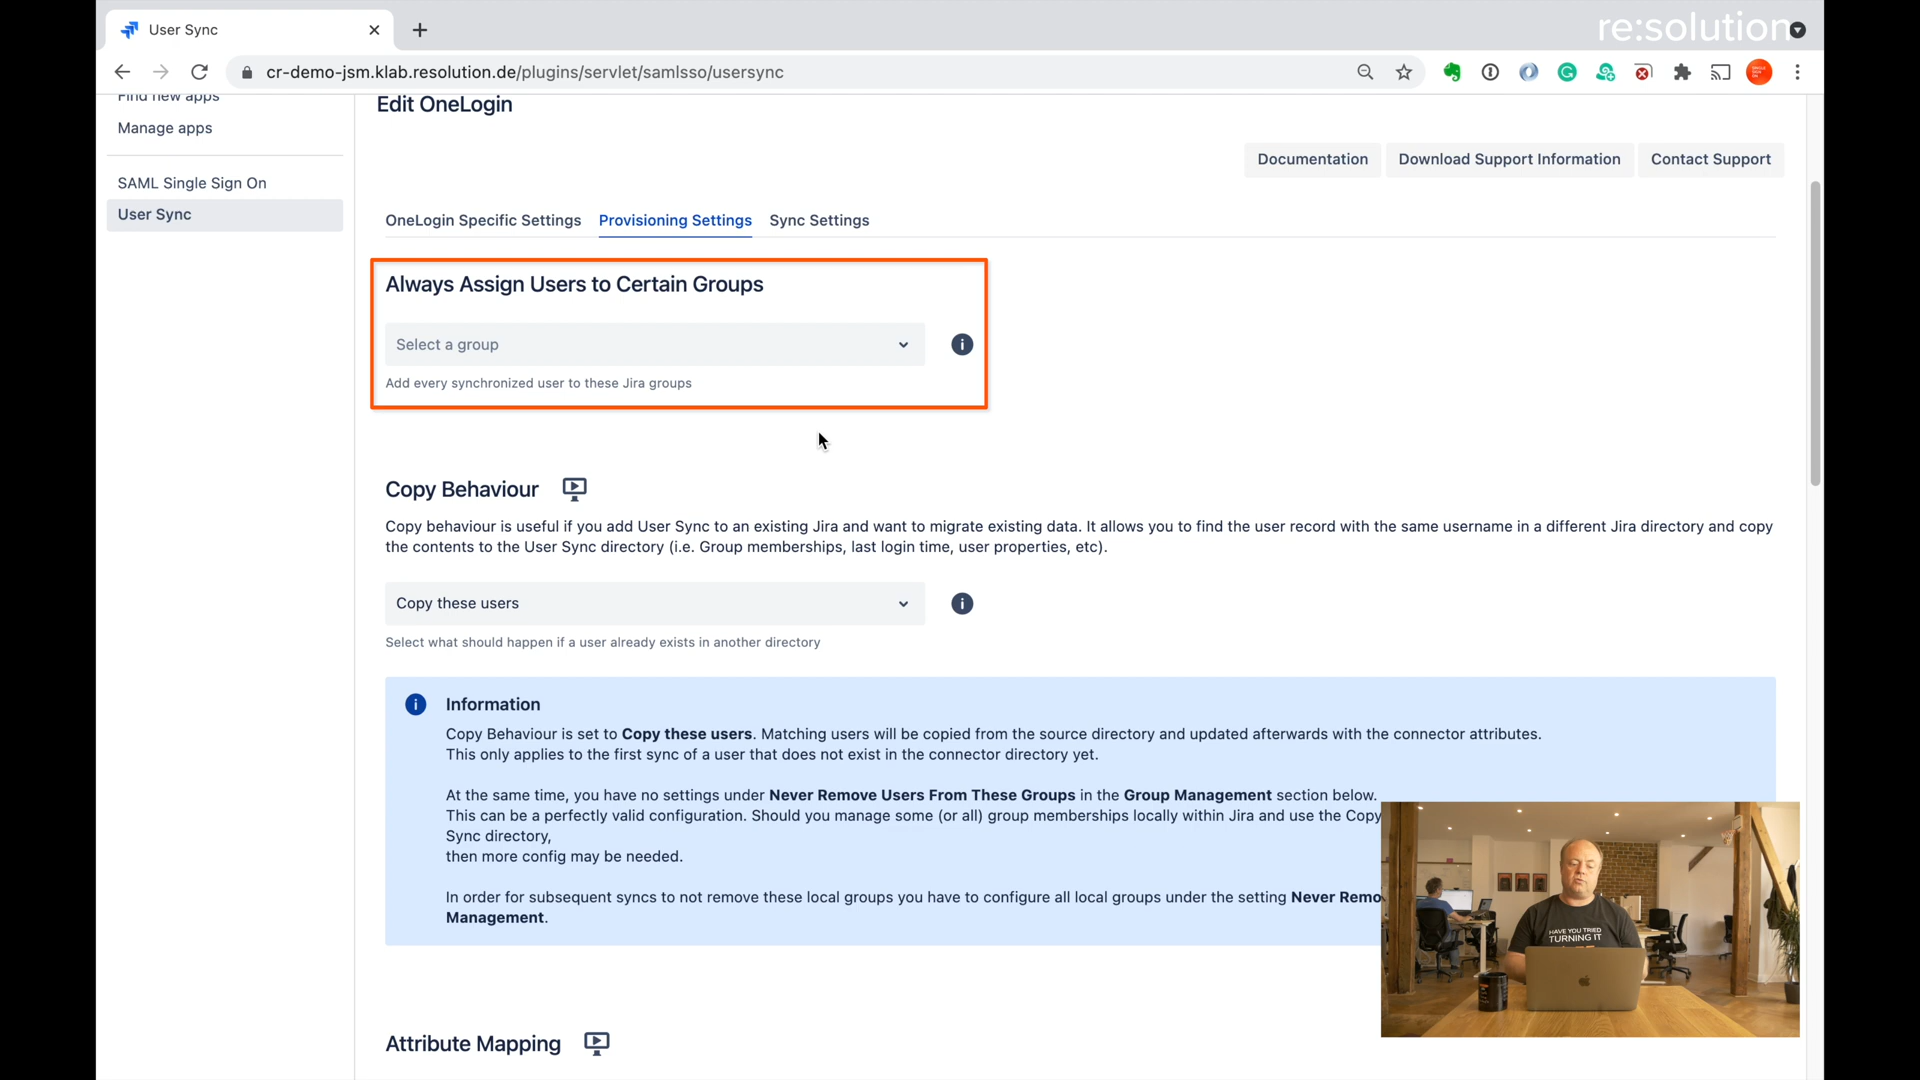 User Sync
re:solution
cr-demo-jsm.klab.resolution.de/plugins/servlet/samlsso/usersync
Find new apps
Manage apps
SAML Single Sign On
User Sync
Edit OneLogin
Documentation
Download Support Information
Contact Support
OneLogin Specific Settings
Provisioning Settings
Sync Settings
Always Assign Users to Certain Groups
Select a group
Add every synchronized user to these Jira groups
Copy Behaviour
Copy behaviour is useful if you add User Sync to an existing Jira and want to migrate existing data. It allows you to find the user record with the same username in a different Jira directory and copy
the contents to the User Sync directory (i.e. Group memberships, last login time, user properties, etc).
Copy these users
Select what should happen if a user already exists in another directory
Information
Copy Behaviour is set to Copy these users. Matching users will be copied from the source directory and updated afterwards with the connector attributes.
This only applies to the first sync of a user that does not exist in the connector directory yet.
At the same time, you have no settings under Never Remove Users From These Groups in the Group Management section below.
This can be a perfectly valid configuration. Should you manage some (or all) group memberships locally within Jira and use the Copy
Sync directory,
then more config may be needed.
In order for subsequent syncs to not remove these local groups you have to configure all local groups under the setting Never Remo
Management.
HAVE YOU TRIED
TURNING IT
Attribute Mapping